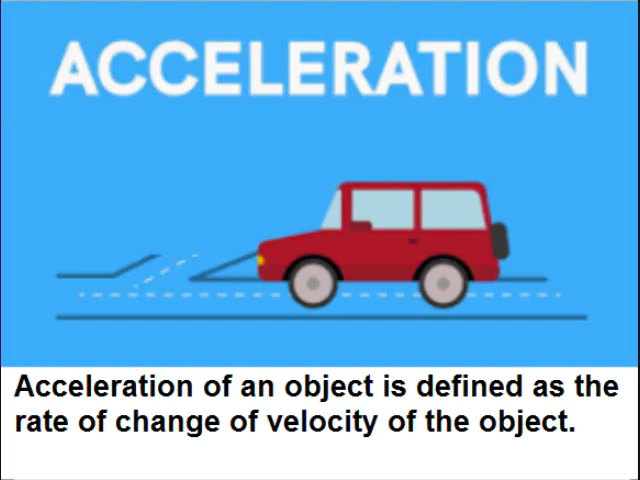 ACCELERATION
Acceleration of an object is defined as the
rate of change of velocity of the object.